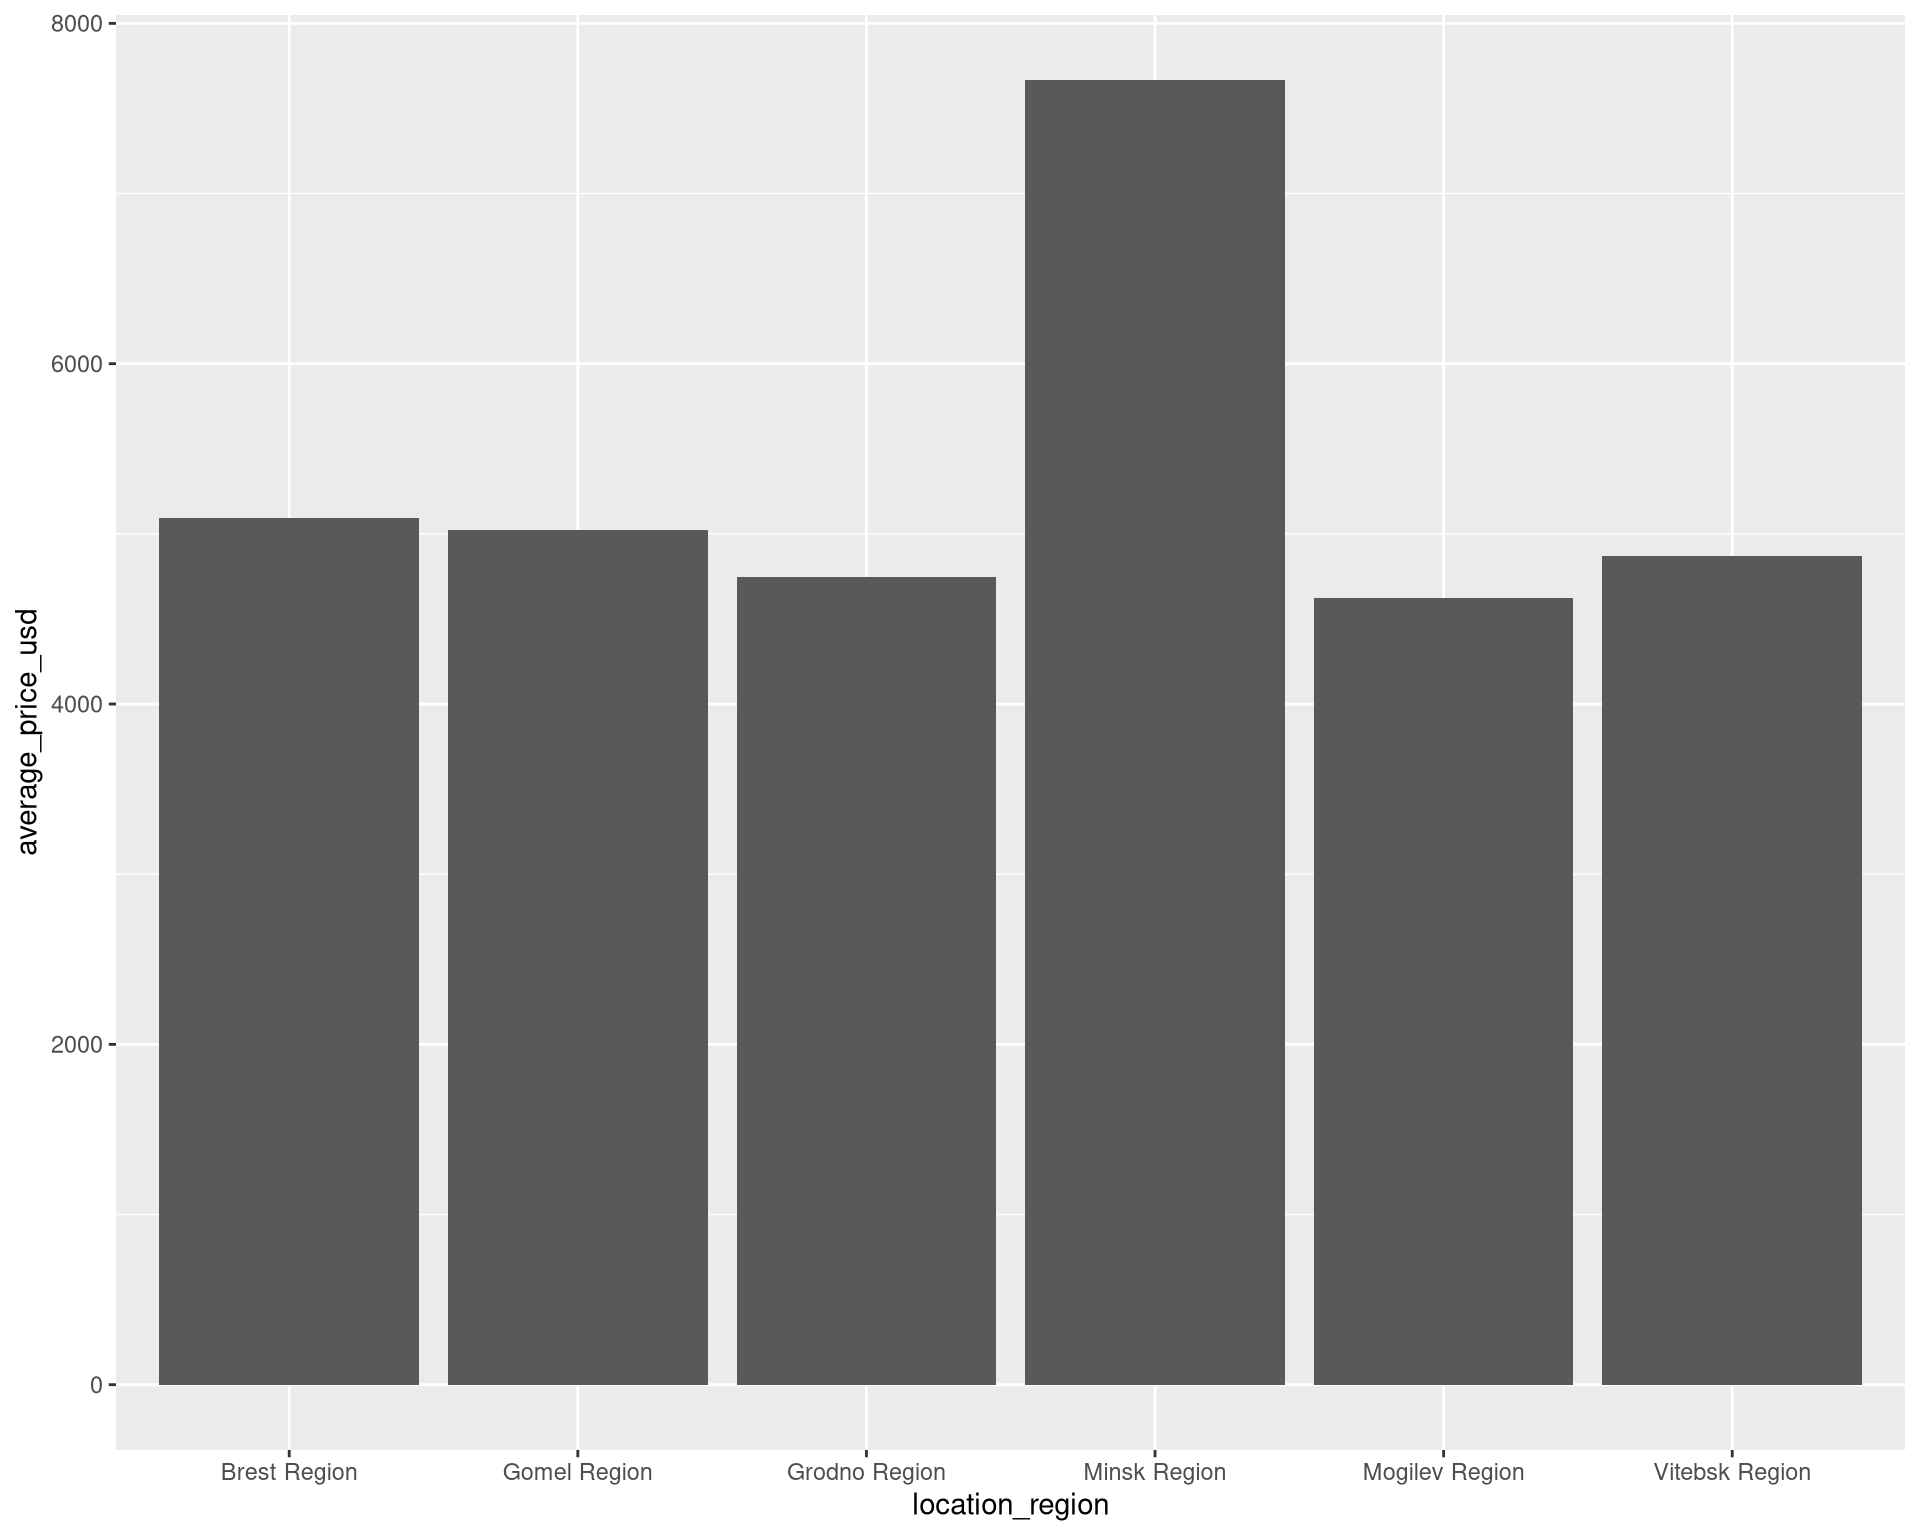 8000
6000
4000
2000
0
average_price_usd
Brest Region
Gomel Region
Grodno Region
Minsk Region
Mogilev Region
Vitebsk Region
location_region